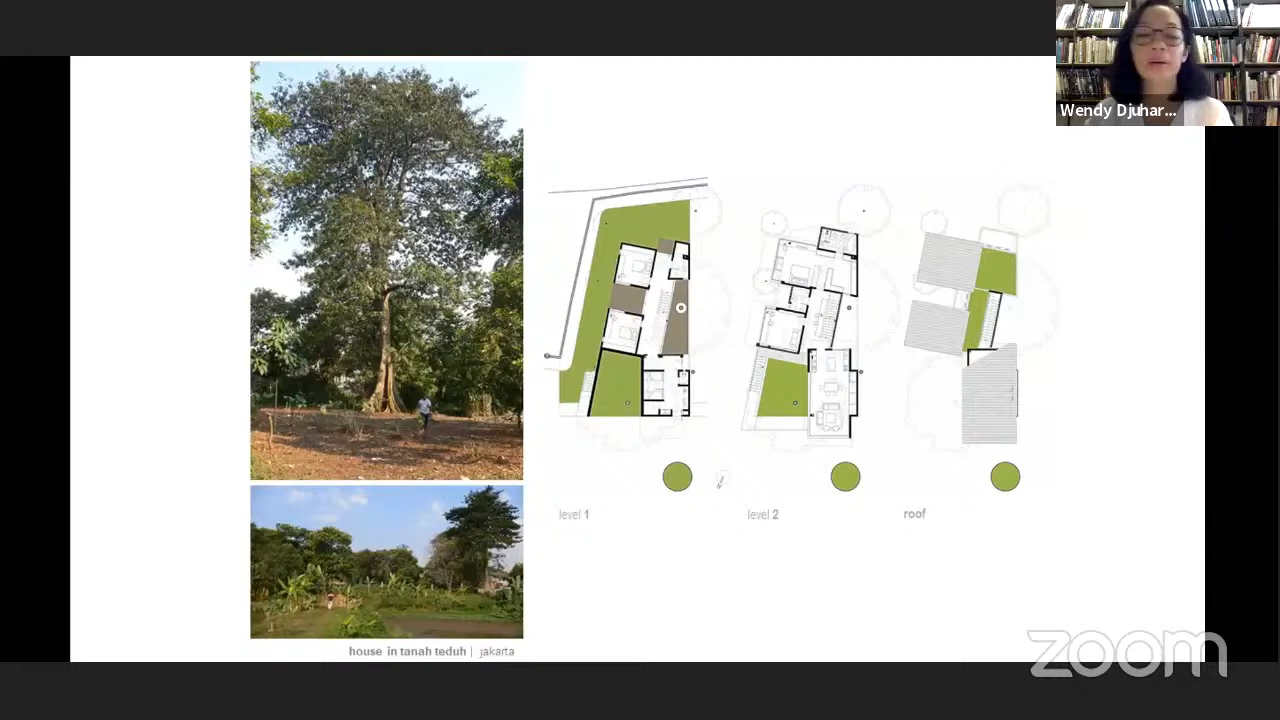 Wendy Djuhar...
level 1
level 2
roof
house in tanah teduh | jakarta
zoom